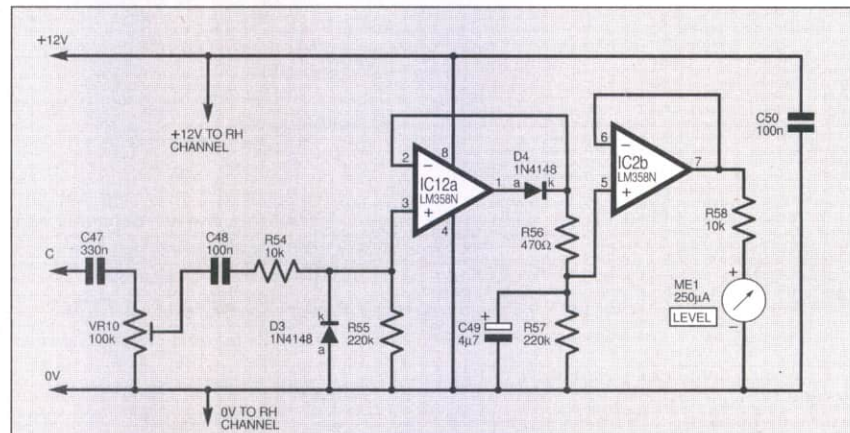 +12V
+12V TO RH
CHANNEL
C50
100n
2
−
8
IC12a
LM358N
3
+
4
1
D4
1N4148
a
k
6
−
IC2b
LM358N
5
+
7
R58
10k
R56
470Ω
C47
330n
C
C48
100n
R54
10k
VR10
100k
D3
1N4148
k
a
R55
220k
+
C49
4µ7
R57
220k
ME1
250µA
LEVEL
+
−
0V
0V TO RH
CHANNEL